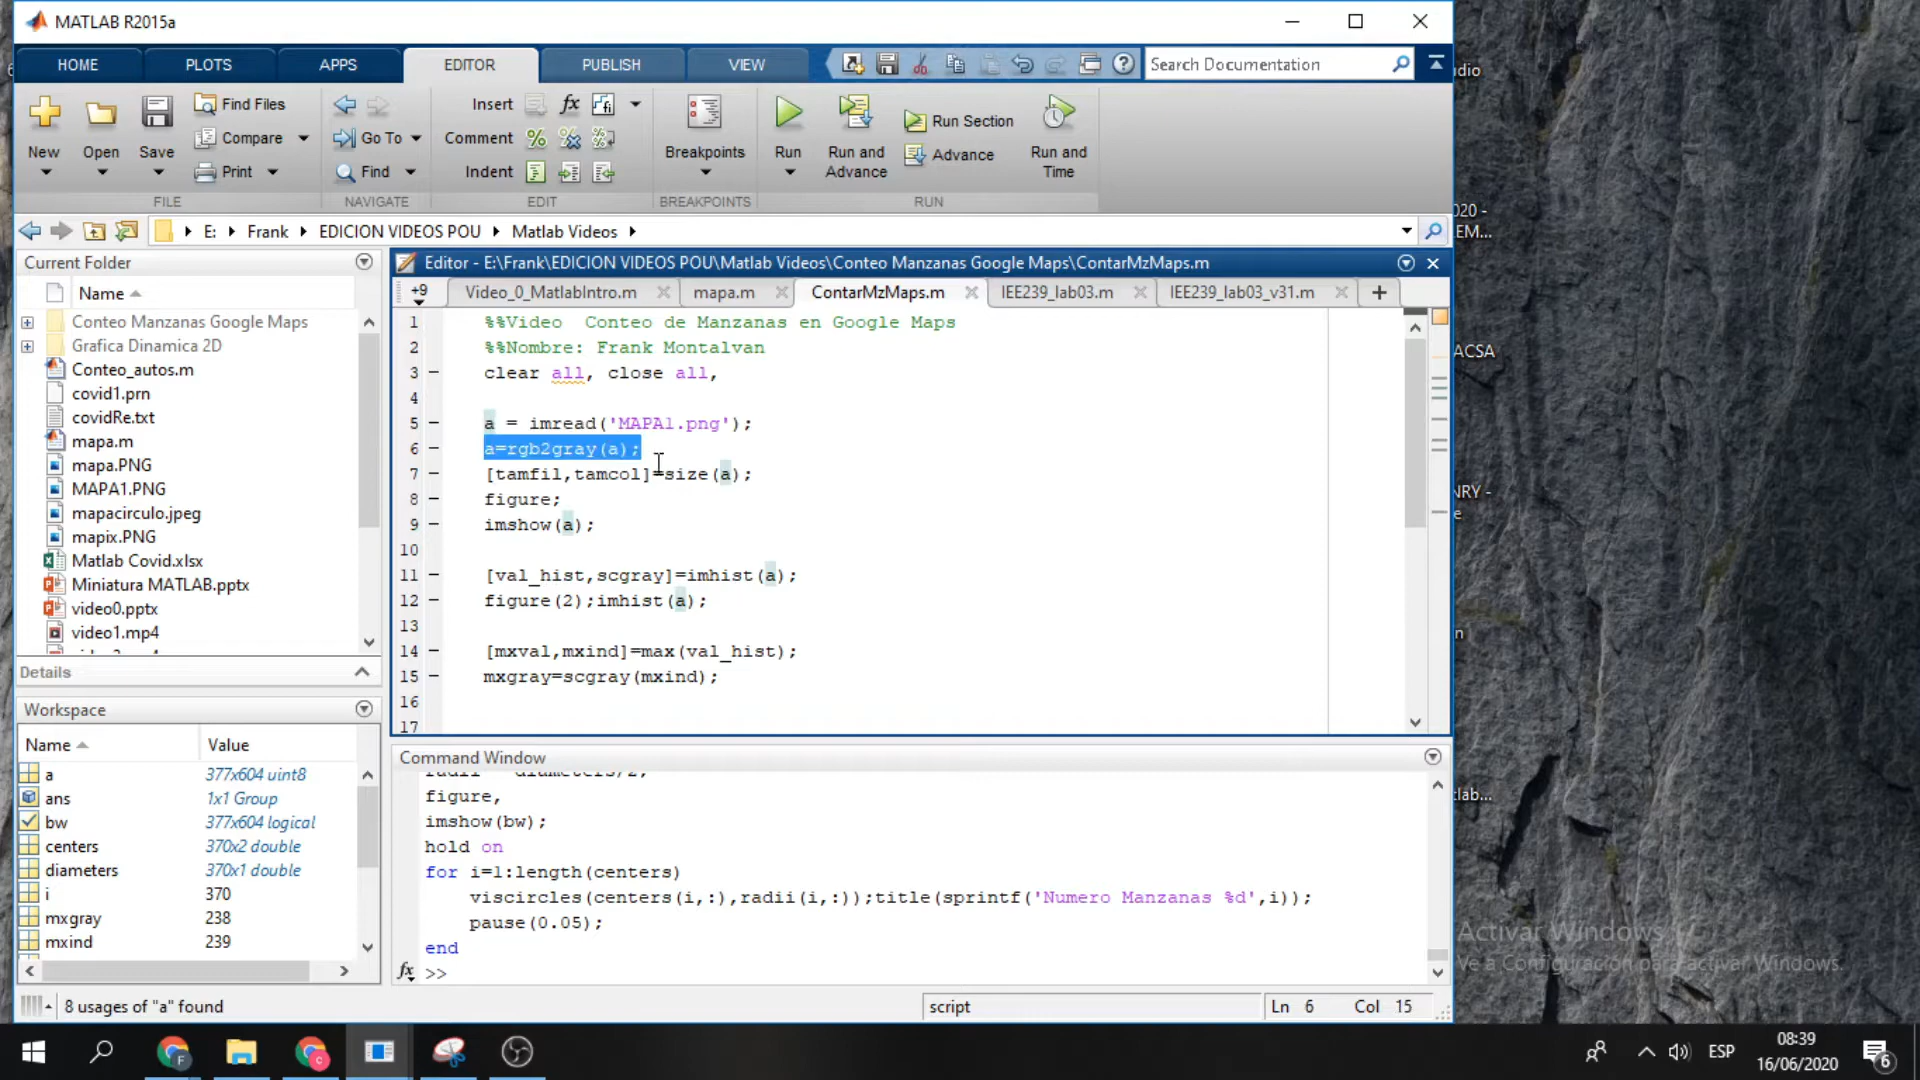 MATLAB R2015a
HOME
PLOTS
APPS
EDITOR
PUBLISH
VIEW
Search Documentation
New
Open
Save
Find Files
Compare
Print
FILE
Go To
Find
NAVIGATE
Insert
fx
Comment
Indent
EDIT
Breakpoints
BREAKPOINTS
Run
Run and Advance
Run Section
Advance
Run and Time
RUN
E:
Frank
EDICION VIDEOS POU
Matlab Videos
Current Folder
Name
Conteo Manzanas Google Maps
Grafica Dinamica 2D
Conteo_autos.m
covid1.prn
covidRe.txt
mapa.m
mapa.PNG
MAPA1.PNG
mapacirculo.jpeg
mapix.PNG
Matlab Covid.xlsx
Miniatura MATLAB.pptx
video0.pptx
video1.mp4
Details
Workspace
Name Value
a 377x604 uint8
ans 1x1 Group
bw 377x604 logical
centers 370x2 double
diameters 370x1 double
i 370
mxgray 238
mxind 239
Editor - E:\Frank\EDICION VIDEOS POU\Matlab Videos\Conteo Manzanas Google Maps\ContarMzMaps.m
+9
Video_0_MatlabIntro.m
mapa.m
ContarMzMaps.m
IEE239_lab03.m
IEE239_lab03_v31.m
1 %%Video  Conteo de Manzanas en Google Maps
2 %%Nombre: Frank Montalvan
3 clear all, close all,
4
5 a = imread('MAPA1.png');
6 a=rgb2gray(a);
7 [tamfil,tamcol]=size(a);
8 figure;
9 imshow(a);
10
11 [val_hist,scgray]=imhist(a);
12 figure(2);imhist(a);
13
14 [mxval,mxind]=max(val_hist);
15 mxgray=scgray(mxind);
16
17
Command Window
figure,
imshow(bw);
hold on
for i=1:length(centers)
viscircles(centers(i,:),radii(i,:));title(sprintf('Numero Manzanas %d',i));
pause(0.05);
end
fx >>
8 usages of "a" found
script
Ln 6 Col 15
dio
020 -
EM...
ACSA
NRY -
e
n
lab...
Activar Windows
Ve a Configuración para activar Windows.
ESP
08:39
16/06/2020
6